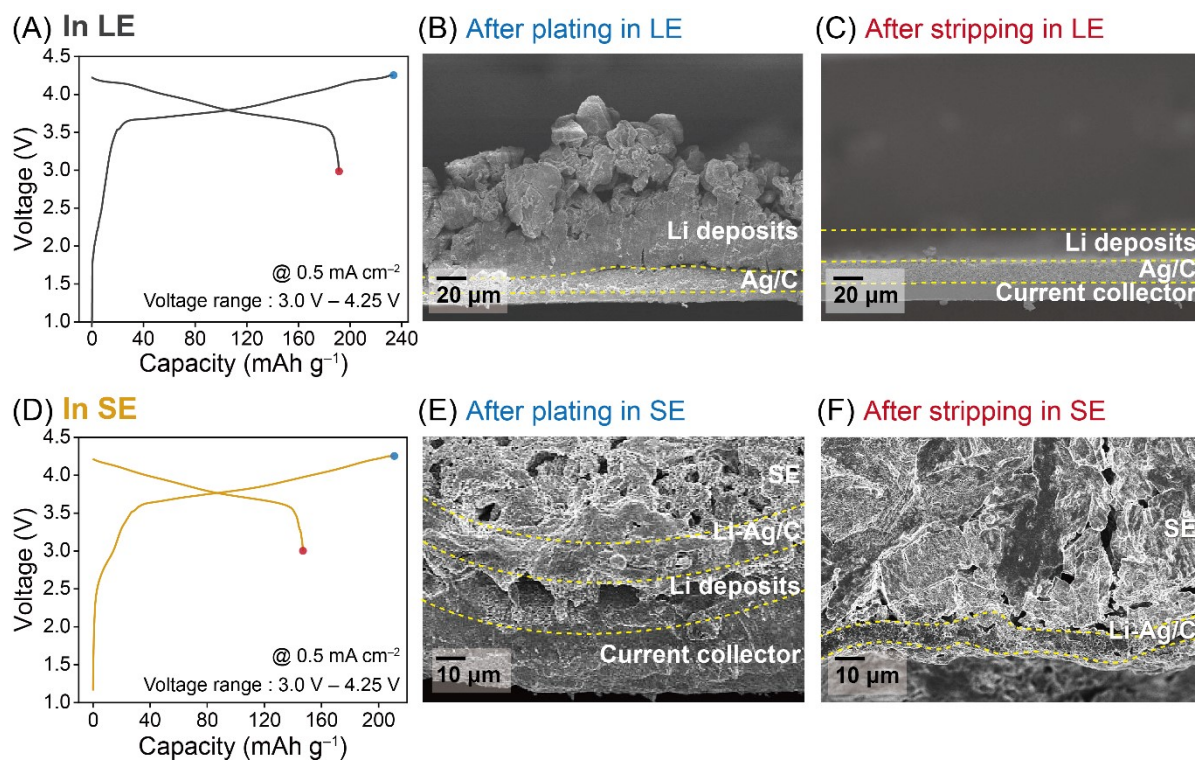 (A) In LE
4.5
4.0
3.5
3.0
2.5
2.0
1.5
1.0
Voltage (V)
@ 0.5 mA cm⁻²
Voltage range : 3.0 V – 4.25 V
0 40 80 120 160 200 240
Capacity (mAh g⁻¹)
(B) After plating in LE
Li deposits
Ag/C
20 µm
(C) After stripping in LE
Li deposits
Ag/C
Current collector
20 µm
(D) In SE
4.5
4.0
3.5
3.0
2.5
2.0
1.5
1.0
Voltage (V)
@ 0.5 mA cm⁻²
Voltage range : 3.0 V – 4.25 V
0 40 80 120 160 200
Capacity (mAh g⁻¹)
(E) After plating in SE
SE
Li-Ag/C
Li deposits
Current collector
10 µm
(F) After stripping in SE
SE
Li-Ag/C
10 µm